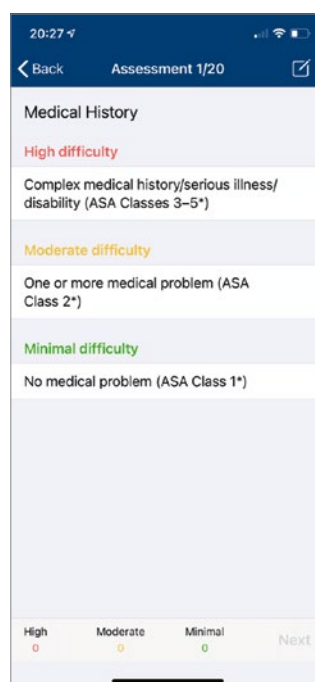 20:27
Back Assessment 1/20
Medical History
High difficulty
Complex medical history/serious illness/
disability (ASA Classes 3–5*)
Moderate difficulty
One or more medical problem (ASA
Class 2*)
Minimal difficulty
No medical problem (ASA Class 1*)
High Moderate Minimal Next
0 0 0